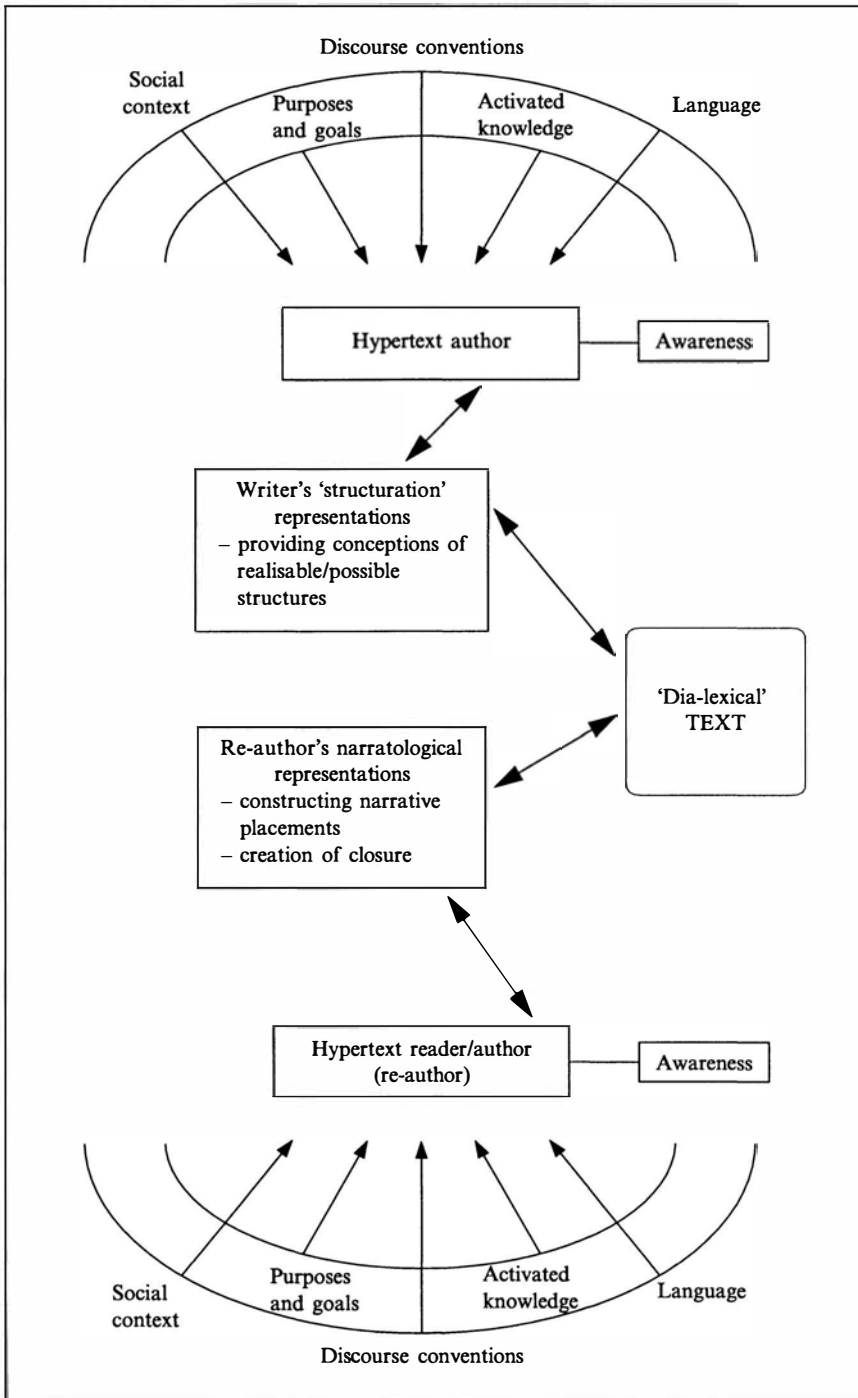 Discourse conventions
Social
context
Purposes
and goals
Activated
knowledge
Language
Hypertext author
Awareness
Writer's ‘structuration’
representations
– providing conceptions of
realisable/possible
structures
‘Dia-lexical’
TEXT
Re-author's narratological
representations
– constructing narrative
placements
– creation of closure
Hypertext reader/author
(re-author)
Awareness
Social
context
Purposes
and goals
Activated
knowledge
Language
Discourse conventions